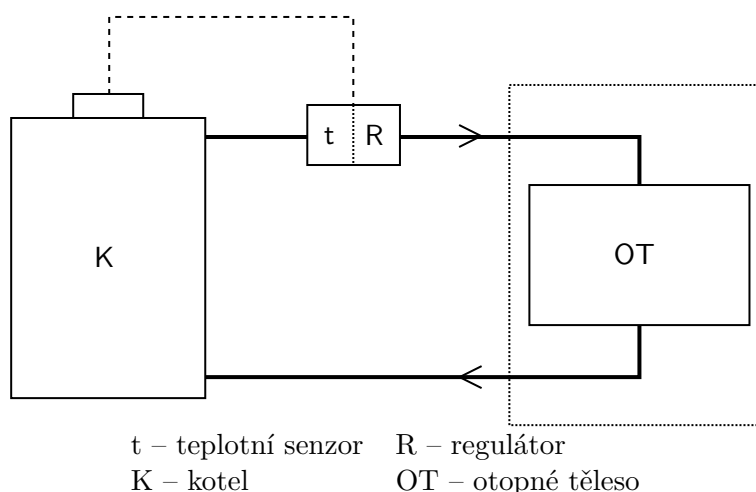 t R
K
OT
t – teplotní senzor R – regulátor
K – kotel OT – otopné těleso